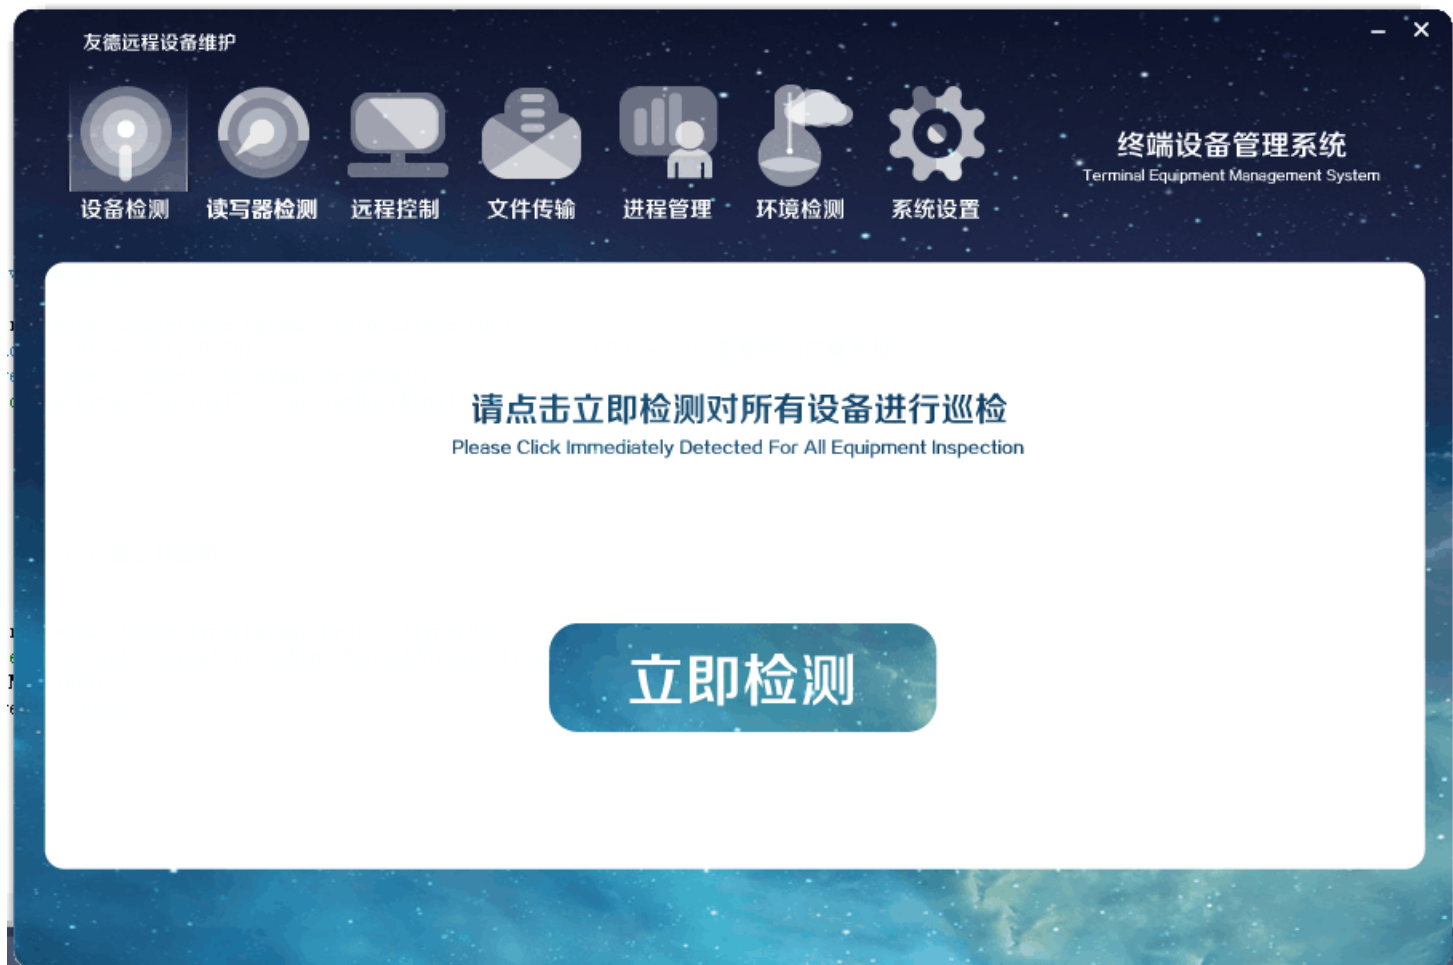 友德远程设备维护
设备检测
读写器检测
远程控制
文件传输
进程管理
环境检测
系统设置
终端设备管理系统
Terminal Equipment Management System
请点击立即检测对所有设备进行巡检
Please Click Immediately Detected For All Equipment Inspection
立即检测